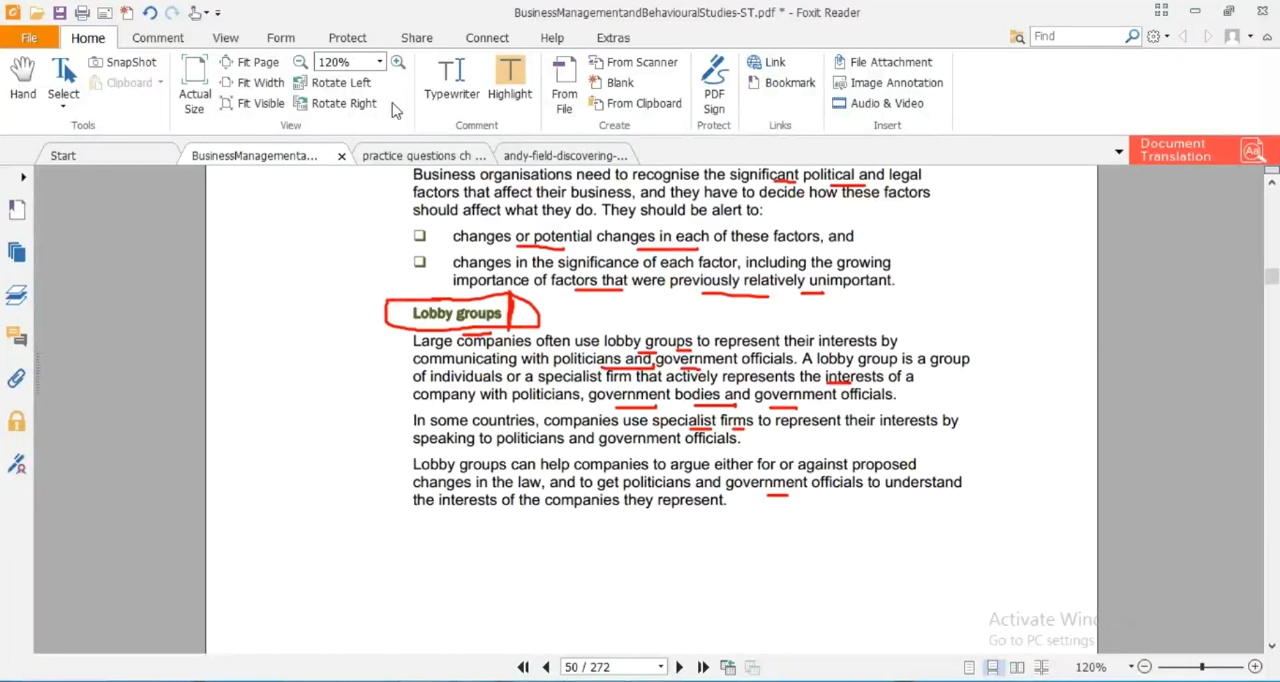 BusinessManagementandBehaviouralStudies-ST.pdf * - Foxit Reader
File Home Comment View Form Protect Share Connect Help Extras Find
Hand Select SnapShot Clipboard Tools
Actual Size Fit Page Fit Width Fit Visible 120% Rotate Left Rotate Right View
Typewriter Highlight Comment
From File From Scanner Blank From Clipboard Create
PDF Sign Protect
Link Bookmark Links
File Attachment Image Annotation Audio & Video Insert
Start BusinessManagementa... x practice questions ch ... andy-field-discovering-... Document Translation
Business organisations need to recognise the significant political and legal
factors that affect their business, and they have to decide how these factors
should affect what they do. They should be alert to:
changes or potential changes in each of these factors, and
changes in the significance of each factor, including the growing
importance of factors that were previously relatively unimportant.
Lobby groups
Large companies often use lobby groups to represent their interests by
communicating with politicians and government officials. A lobby group is a group
of individuals or a specialist firm that actively represents the interests of a
company with politicians, government bodies and government officials.
In some countries, companies use specialist firms to represent their interests by
speaking to politicians and government officials.
Lobby groups can help companies to argue either for or against proposed
changes in the law, and to get politicians and government officials to understand
the interests of the companies they represent.
Activate Win
Go to PC settings
50 / 272 120%